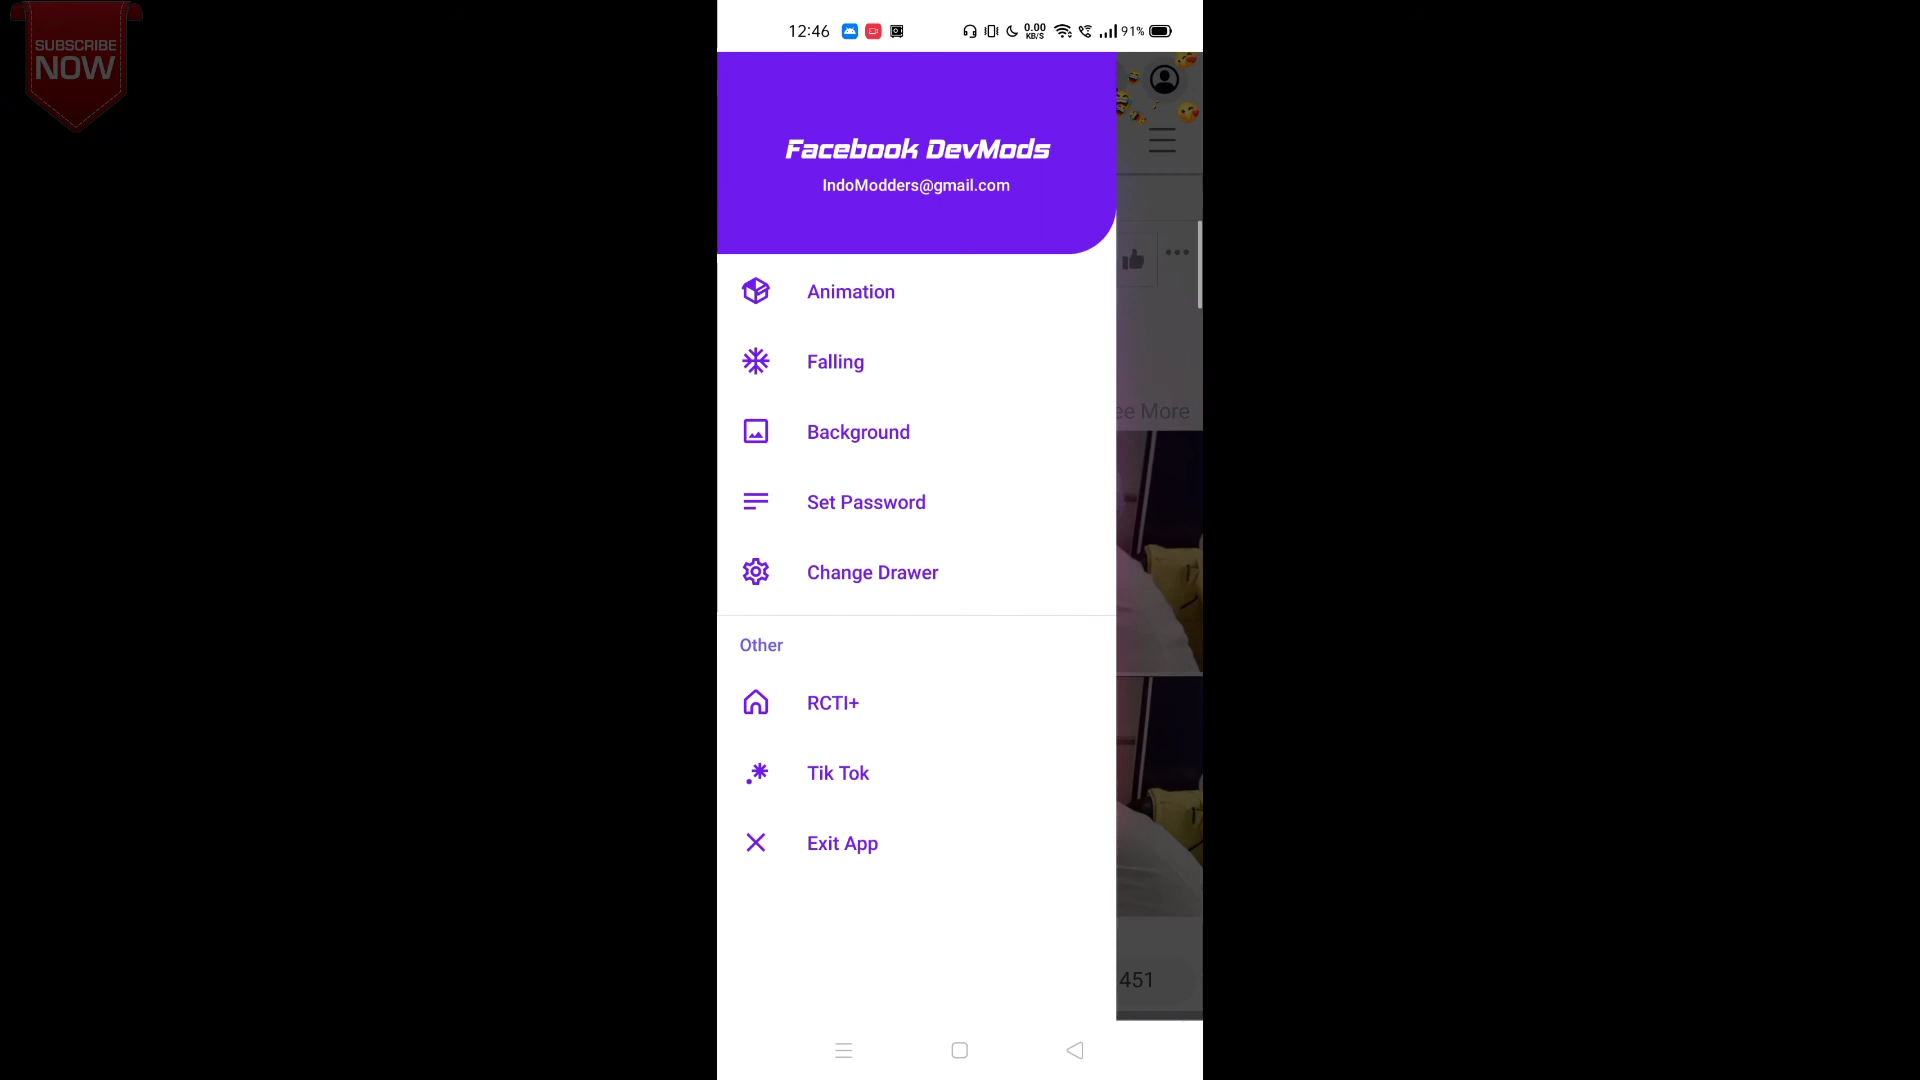 SUBSCRIBE
NOW
12:46
0.00
KB/S
91%
Facebook DevMods
IndoModders@gmail.com
Animation
Falling
Background
Set Password
Change Drawer
Other
RCTI+
Tik Tok
Exit App
ee More
451